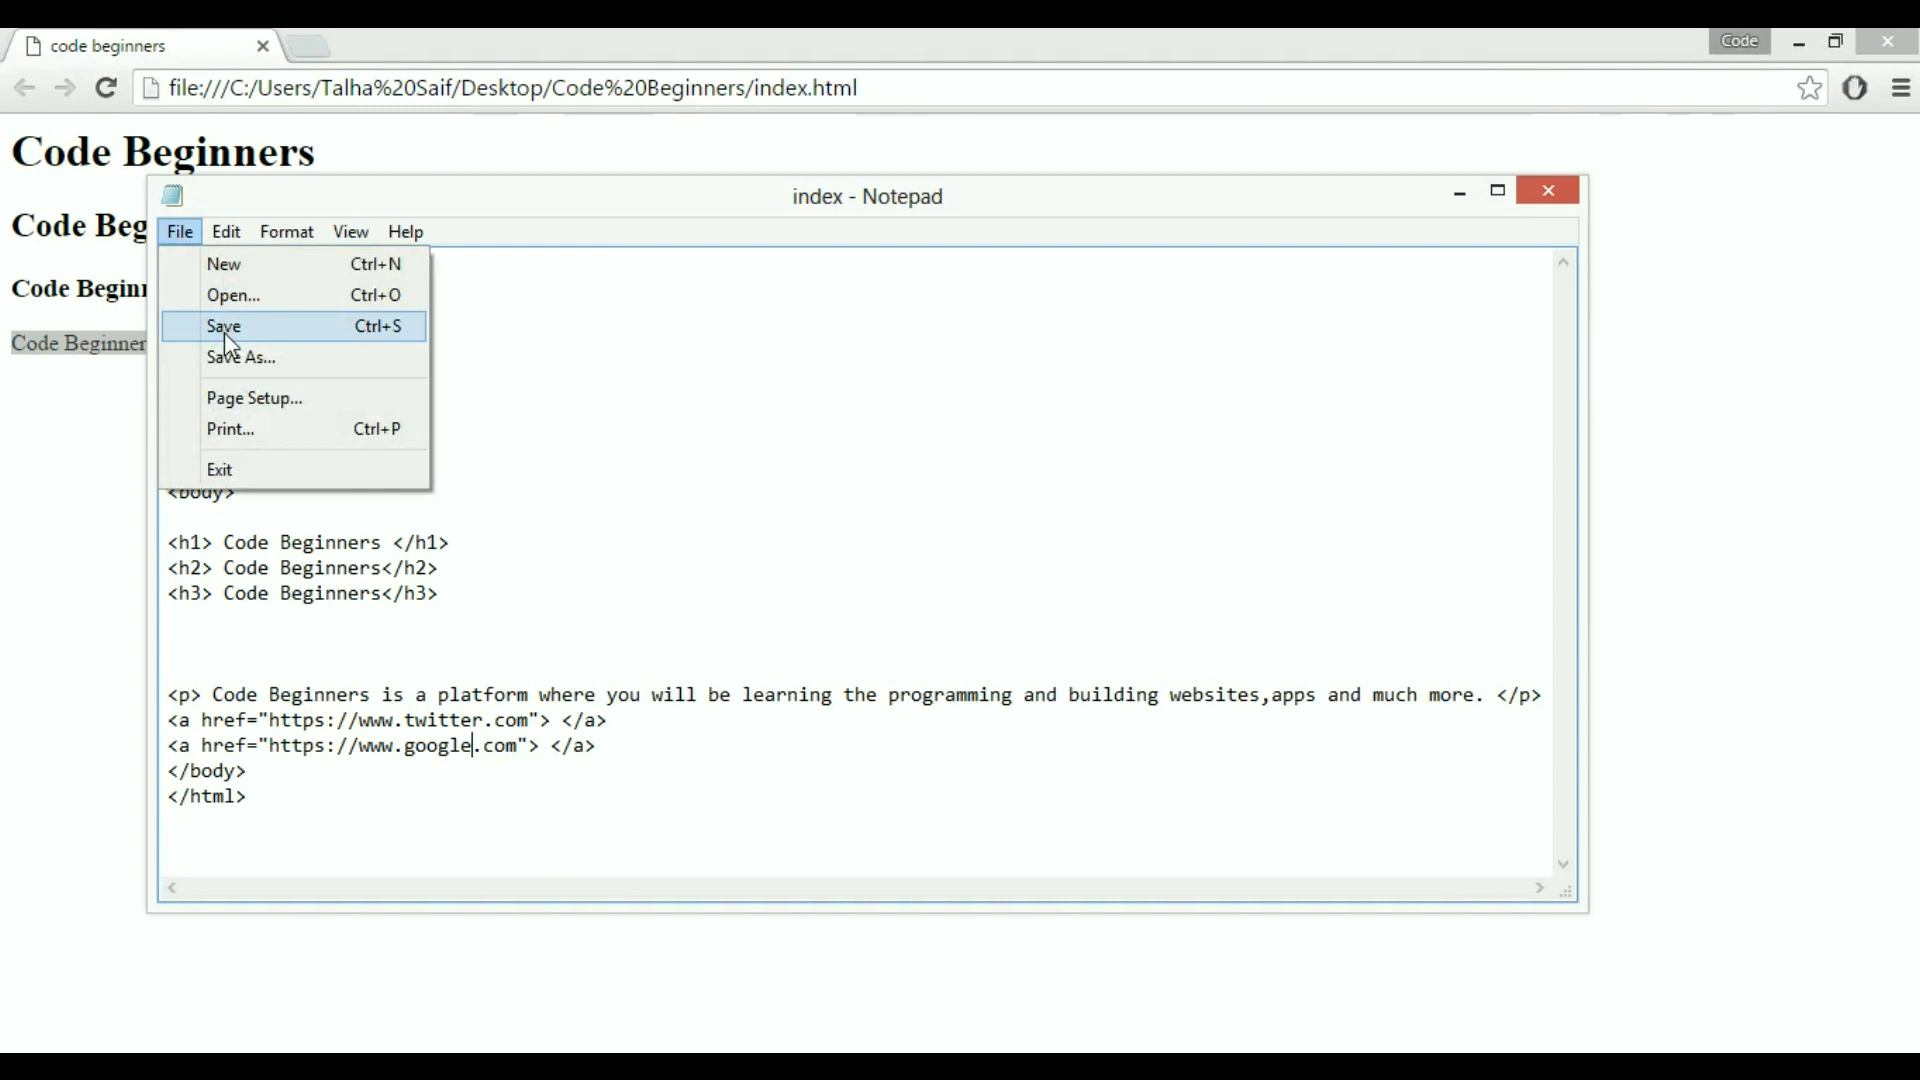 code beginners
Code
file:///C:/Users/Talha%20Saif/Desktop/Code%20Beginners/index.html
Code Beginners
index - Notepad
Code Beg
File Edit Format View Help
New Ctrl+N
Code Begin
Open... Ctrl+O
Save Ctrl+S
Code Beginner
Save As...
Page Setup...
Print... Ctrl+P
Exit
<body>
<h1> Code Beginners </h1>
<h2> Code Beginners</h2>
<h3> Code Beginners</h3>
<p> Code Beginners is a platform where you will be learning the programming and building websites,apps and much more. </p>
<a href="https://www.twitter.com"> </a>
<a href="https://www.google.com"> </a>
</body>
</html>